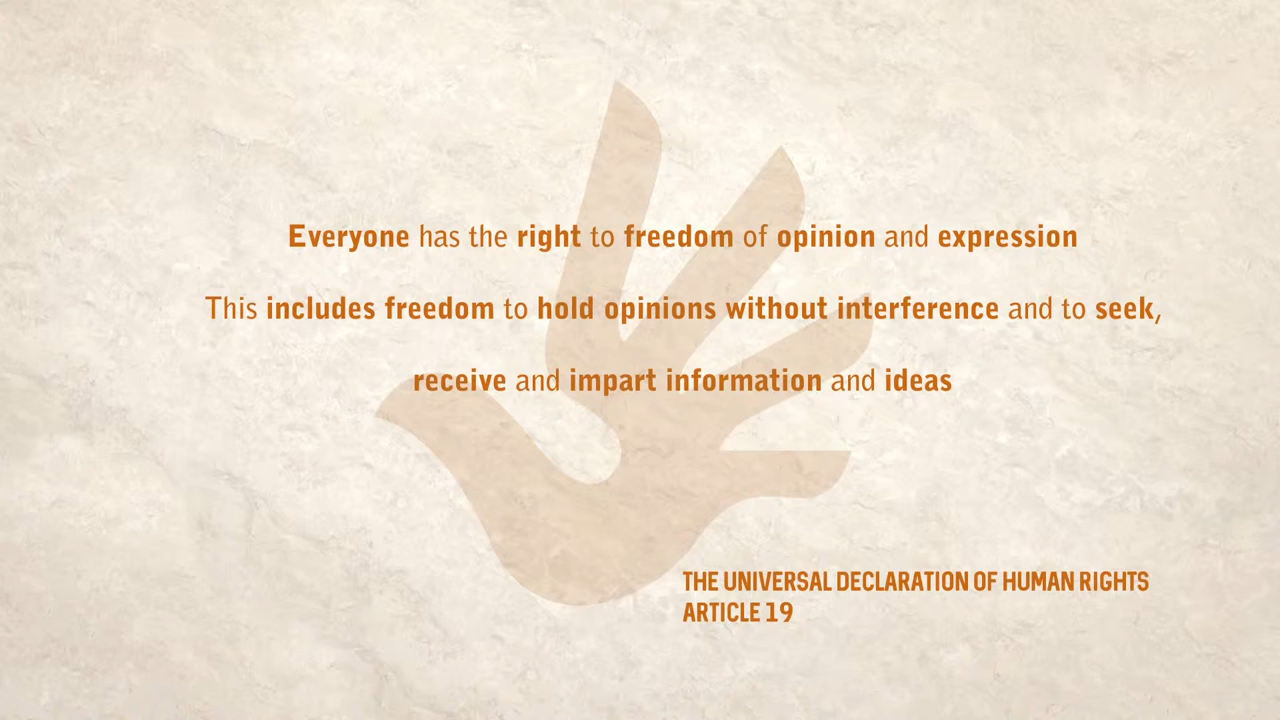 Everyone has the right to freedom of opinion and expression
This includes freedom to hold opinions without interference and to seek,
receive and impart information and ideas
THE UNIVERSAL DECLARATION OF HUMAN RIGHTS
ARTICLE 19